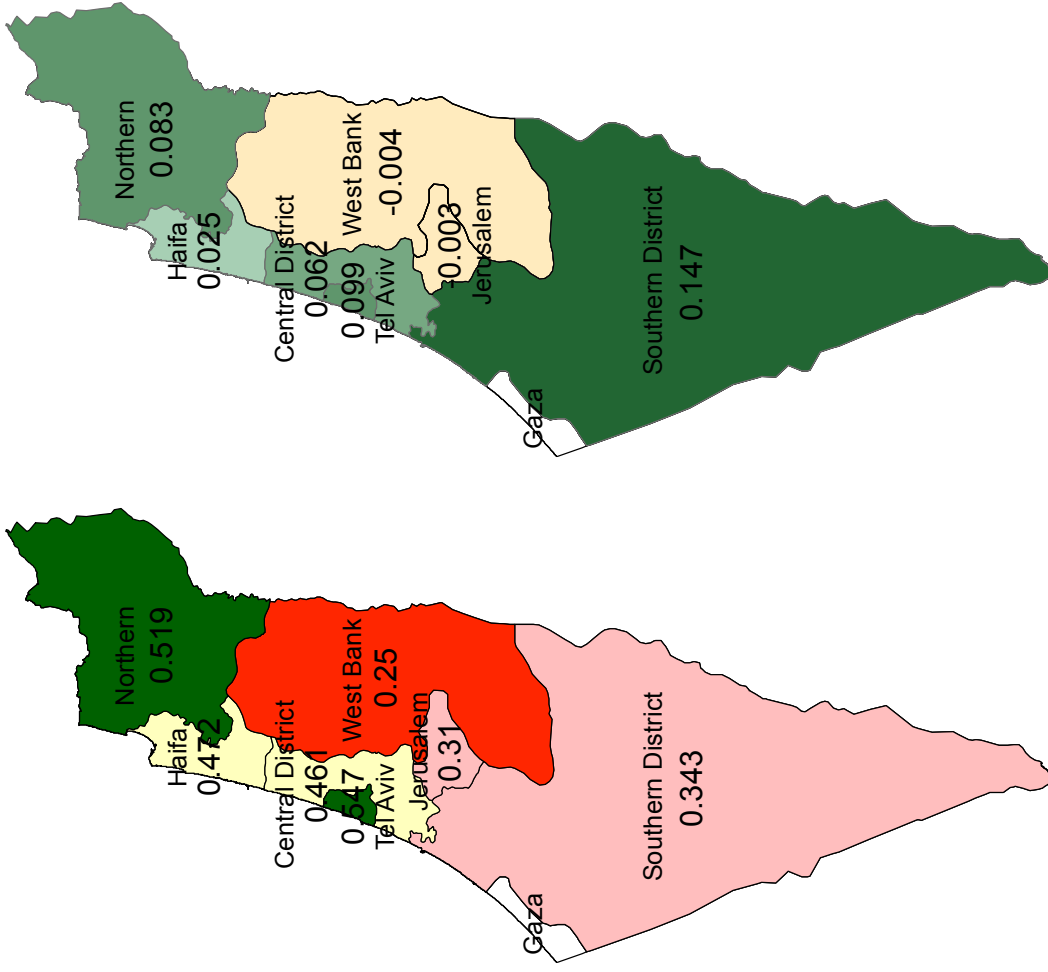 Northern
0.083
Haifa
0.025
Central District
0.062
0.099
Tel Aviv
West Bank
-0.004
-0.003
Jerusalem
Southern District
0.147
Gaza
Northern
0.519
Haifa
0.472
Central District
0.461
0.547
Tel Aviv
West Bank
0.25
Jerusalem
0.31
Southern District
0.343
Gaza